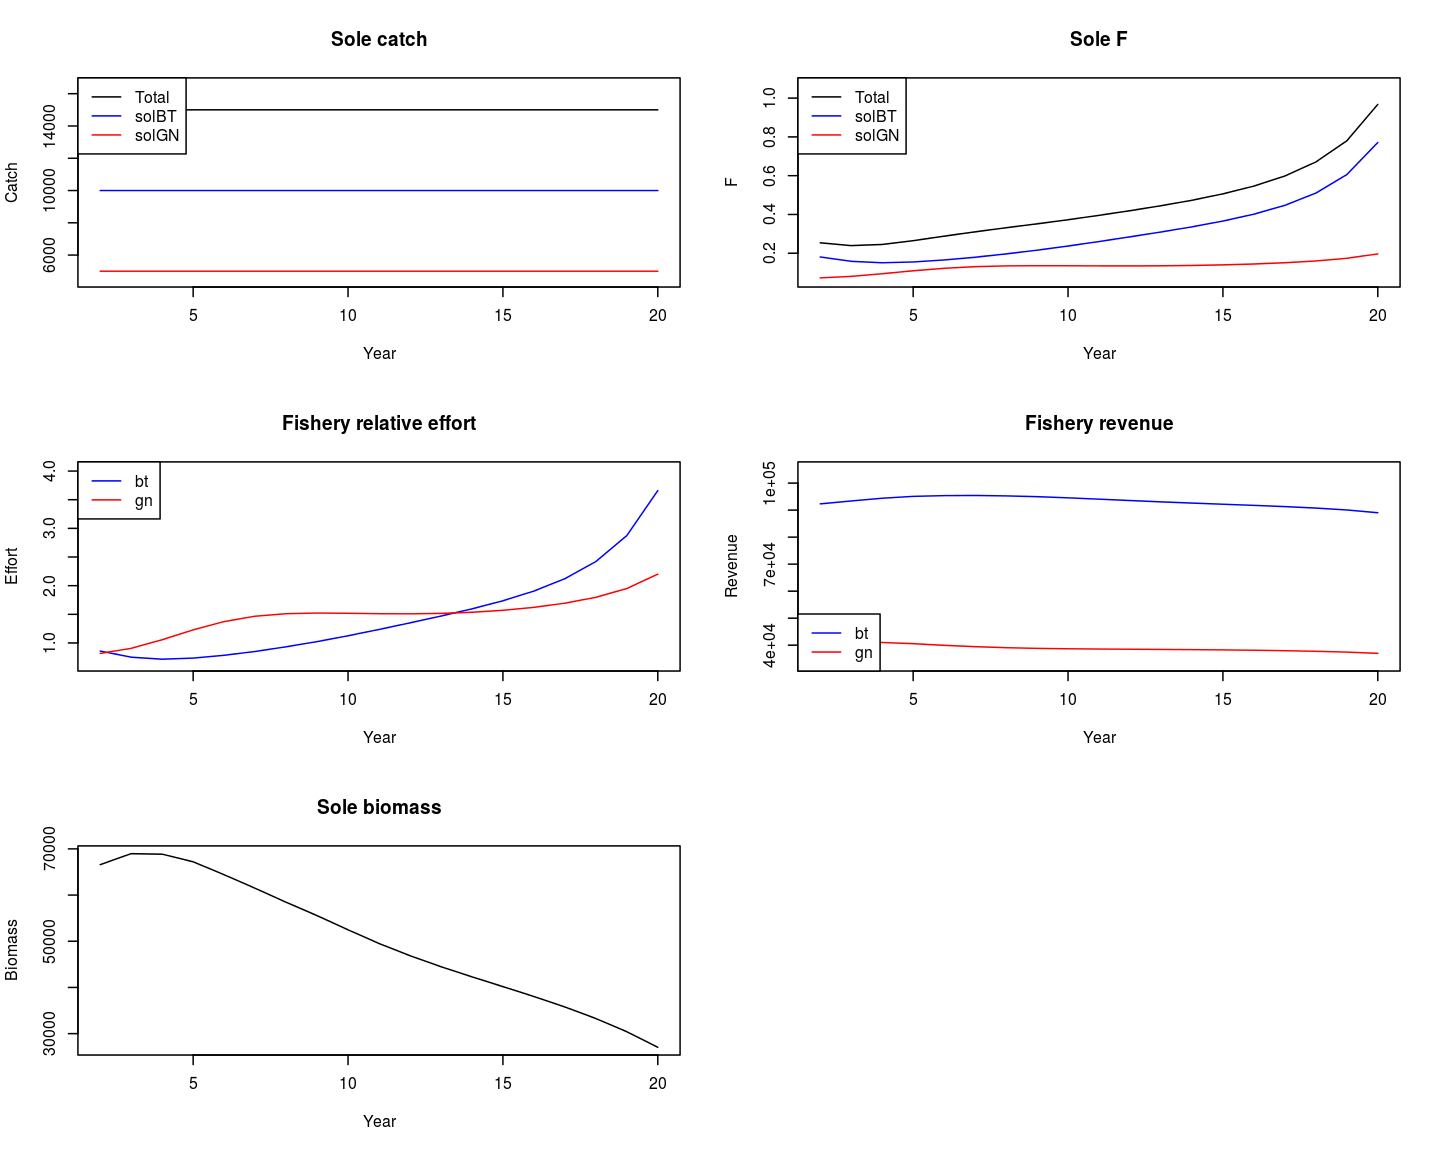 Sole catch
Total
solBT
solGN
Catch
6000
10000
14000
5
10
15
20
Year
Sole F
Total
solBT
solGN
F
0.2
0.4
0.6
0.8
1.0
5
10
15
20
Year
Fishery relative effort
bt
gn
Effort
1.0
2.0
3.0
4.0
5
10
15
20
Year
Fishery revenue
bt
gn
Revenue
4e+04
7e+04
1e+05
5
10
15
20
Year
Sole biomass
Biomass
30000
50000
70000
5
10
15
20
Year